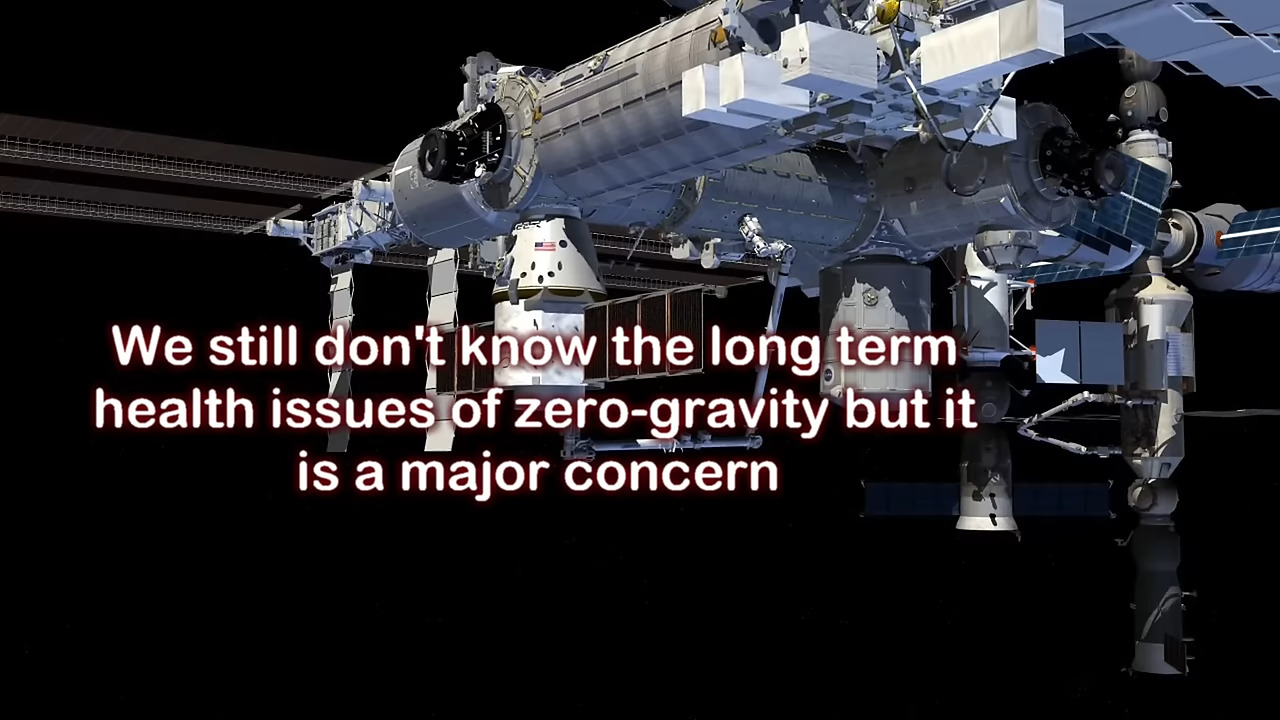 We still don't know the long term
health issues of zero-gravity but it
is a major concern